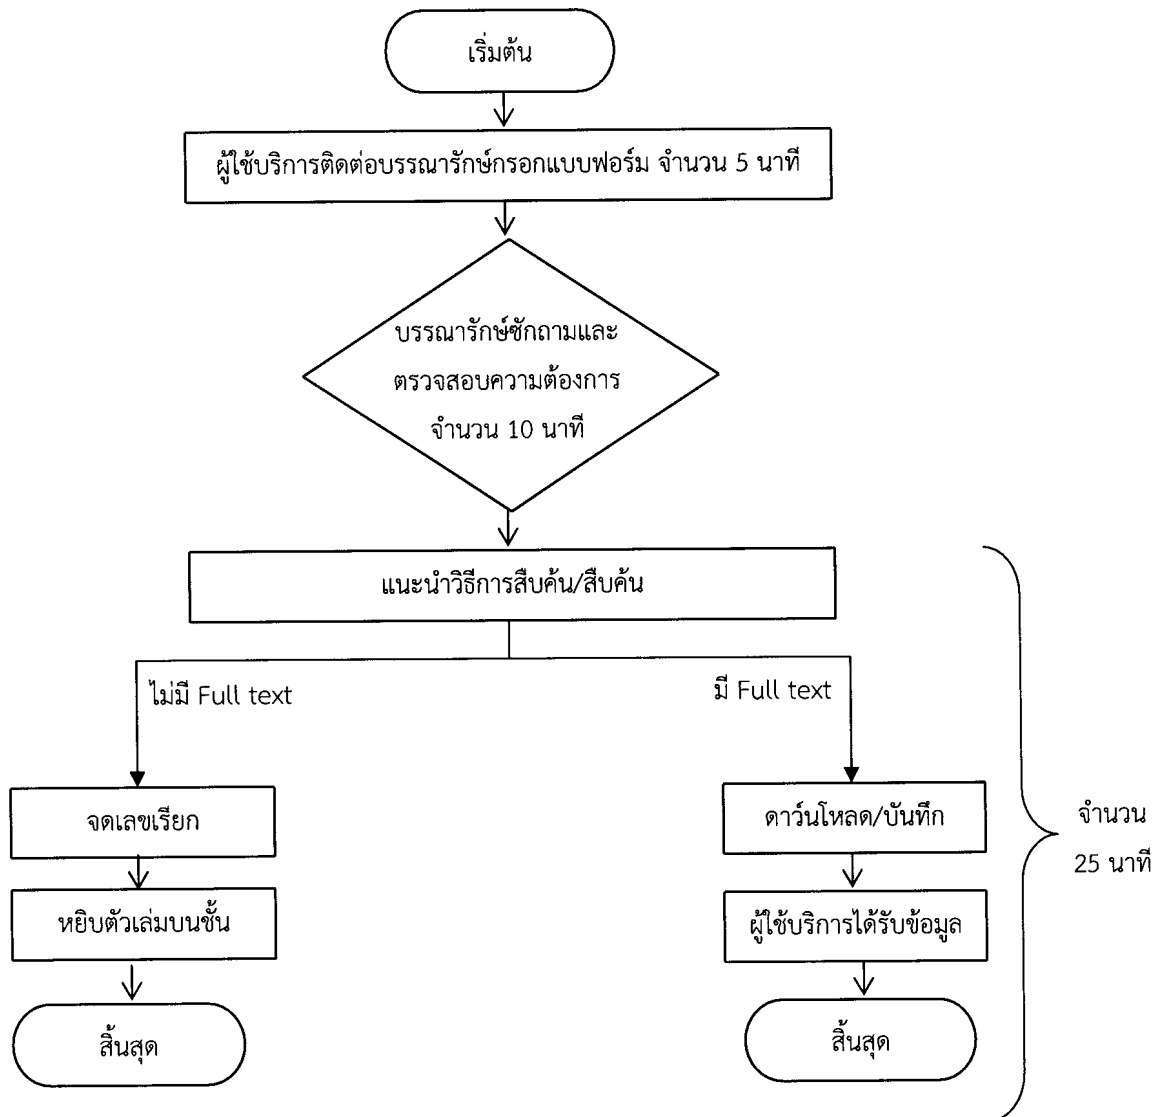 เริ่มต้น
ผู้ใช้บริการติดต่อบรรณารักษ์กรอกแบบฟอร์ม จำนวน 5 นาที
บรรณารักษ์ซักถามและ
ตรวจสอบความต้องการ
จำนวน 10 นาที
แนะนำวิธีการสืบค้น/สืบค้น
ไม่มี Full text
มี Full text
จดเลขเรียก
ดาว์นโหลด/บันทึก
จำนวน
25 นาที
หยิบตัวเล่มบนชั้น
ผู้ใช้บริการได้รับข้อมูล
สิ้นสุด
สิ้นสุด